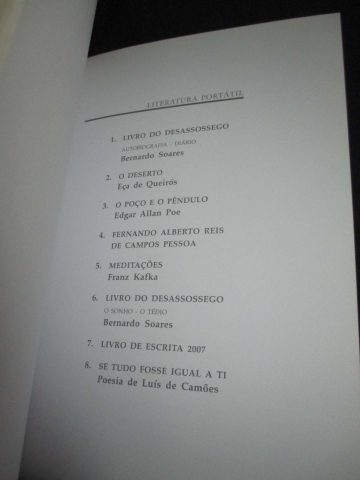 LITERATURA PORTÁTIL
1. LIVRO DO DESASSOSSEGO
AUTOBIOGRAFIA - DIÁRIO
Bernardo Soares
2. O DESERTO
Eça de Queirós
3. O POÇO E O PÊNDULO
Edgar Allan Poe
4. FERNANDO ALBERTO REIS
DE CAMPOS PESSOA
5. MEDITAÇÕES
Franz Kafka
6. LIVRO DO DESASSOSSEGO
O SONHO - O TÉDIO
Bernardo Soares
7. LIVRO DE ESCRITA 2007
8. SE TUDO FOSSE IGUAL A TI
Poesia de Luís de Camões